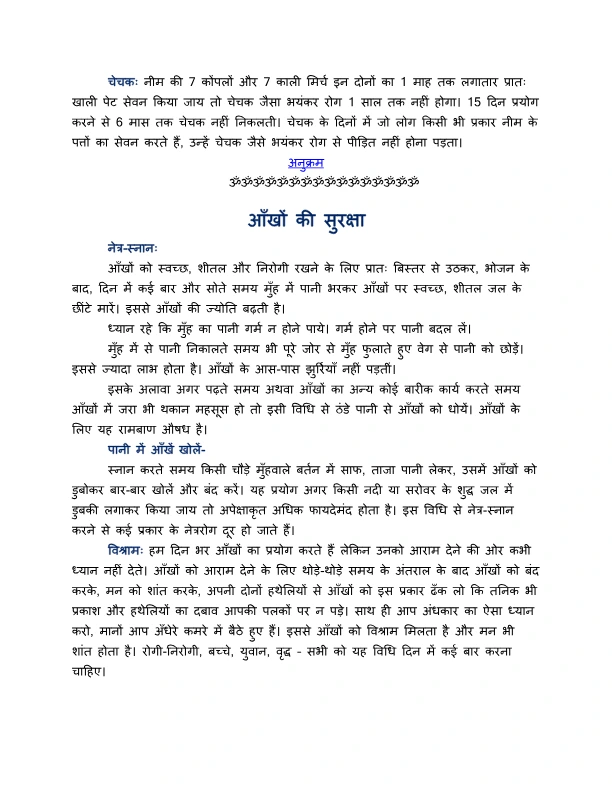 चेचकः नीम की 7 कोंपलों और 7 काली मिर्च इन दोनों का 1 माह तक लगातार प्रातः
खाली पेट सेवन किया जाय तो चेचक जैसा भयंकर रोग 1 साल तक नहीं होगा। 15 दिन प्रयोग
करने से 6 मास तक चेचक नहीं निकलती। चेचक के दिनों में जो लोग किसी भी प्रकार नीम के
पत्तों का सेवन करते हैं, उन्हें चेचक जैसे भयंकर रोग से पीड़ित नहीं होना पड़ता।
अनुक्रम
ॐॐॐॐॐॐॐॐॐॐॐॐॐॐॐॐ
आँखों की सुरक्षा
नेत्र-स्नानः
आँखों को स्वच्छ, शीतल और निरोगी रखने के लिए प्रातः बिस्तर से उठकर, भोजन के
बाद, दिन में कई बार और सोते समय मुँह में पानी भरकर आँखों पर स्वच्छ, शीतल जल के
छींटे मारें। इससे आँखों की ज्योति बढ़ती है।
ध्यान रहे कि मुँह का पानी गर्म न होने पाये। गर्म होने पर पानी बदल लें।
मुँह में से पानी निकालते समय भी पूरे जोर से मुँह फुलाते हुए वेग से पानी को छोड़ें।
इससे ज्यादा लाभ होता है। आँखों के आस-पास झुर्रियाँ नहीं पड़तीं।
इसके अलावा अगर पढ़ते समय अथवा आँखों का अन्य कोई बारीक कार्य करते समय
आँखों में जरा भी थकान महसूस हो तो इसी विधि से ठंडे पानी से आँखों को धोयें। आँखों के
लिए यह रामबाण औषध है।
पानी में आँखें खोलें-
स्नान करते समय किसी चौड़े मुँहवाले बर्तन में साफ, ताजा पानी लेकर, उसमें आँखों को
डुबोकर बार-बार खोलें और बंद करें। यह प्रयोग अगर किसी नदी या सरोवर के शुद्ध जल में
डुबकी लगाकर किया जाय तो अपेक्षाकृत अधिक फायदेमंद होता है। इस विधि से नेत्र-स्नान
करने से कई प्रकार के नेत्ररोग दूर हो जाते हैं।
विश्रामः हम दिन भर आँखों का प्रयोग करते हैं लेकिन उनको आराम देने की ओर कभी
ध्यान नहीं देते। आँखों को आराम देने के लिए थोड़े-थोड़े समय के अंतराल के बाद आँखों को बंद
करके, मन को शांत करके, अपनी दोनों हथेलियों से आँखों को इस प्रकार ढँक लो कि तनिक भी
प्रकाश और हथेलियों का दबाव आपकी पलकों पर न पड़े। साथ ही आप अंधकार का ऐसा ध्यान
करो, मानों आप अँधेरे कमरे में बैठे हुए हैं। इससे आँखों को विश्राम मिलता है और मन भी
शांत होता है। रोगी-निरोगी, बच्चे, युवान, वृद्ध - सभी को यह विधि दिन में कई बार करना
चाहिए।